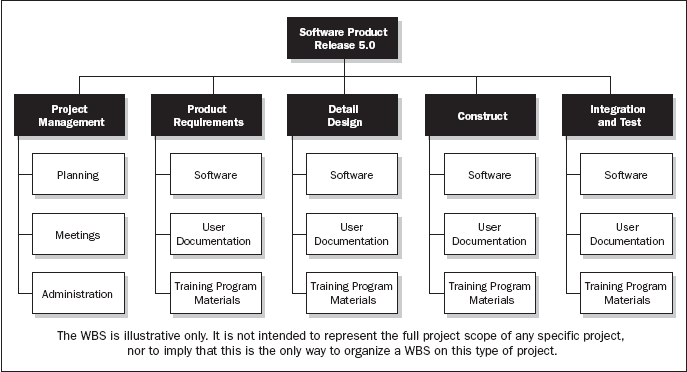 Software Product
Release 5.0
Project
Management
Product
Requirements
Detail
Design
Construct
Integration
and Test
Planning
Software
Software
Software
Software
Meetings
User
Documentation
User
Documentation
User
Documentation
User
Documentation
Administration
Training Program
Materials
Training Program
Materials
Training Program
Materials
Training Program
Materials
The WBS is illustrative only. It is not intended to represent the full project scope of any specific project,
nor to imply that this is the only way to organize a WBS on this type of project.